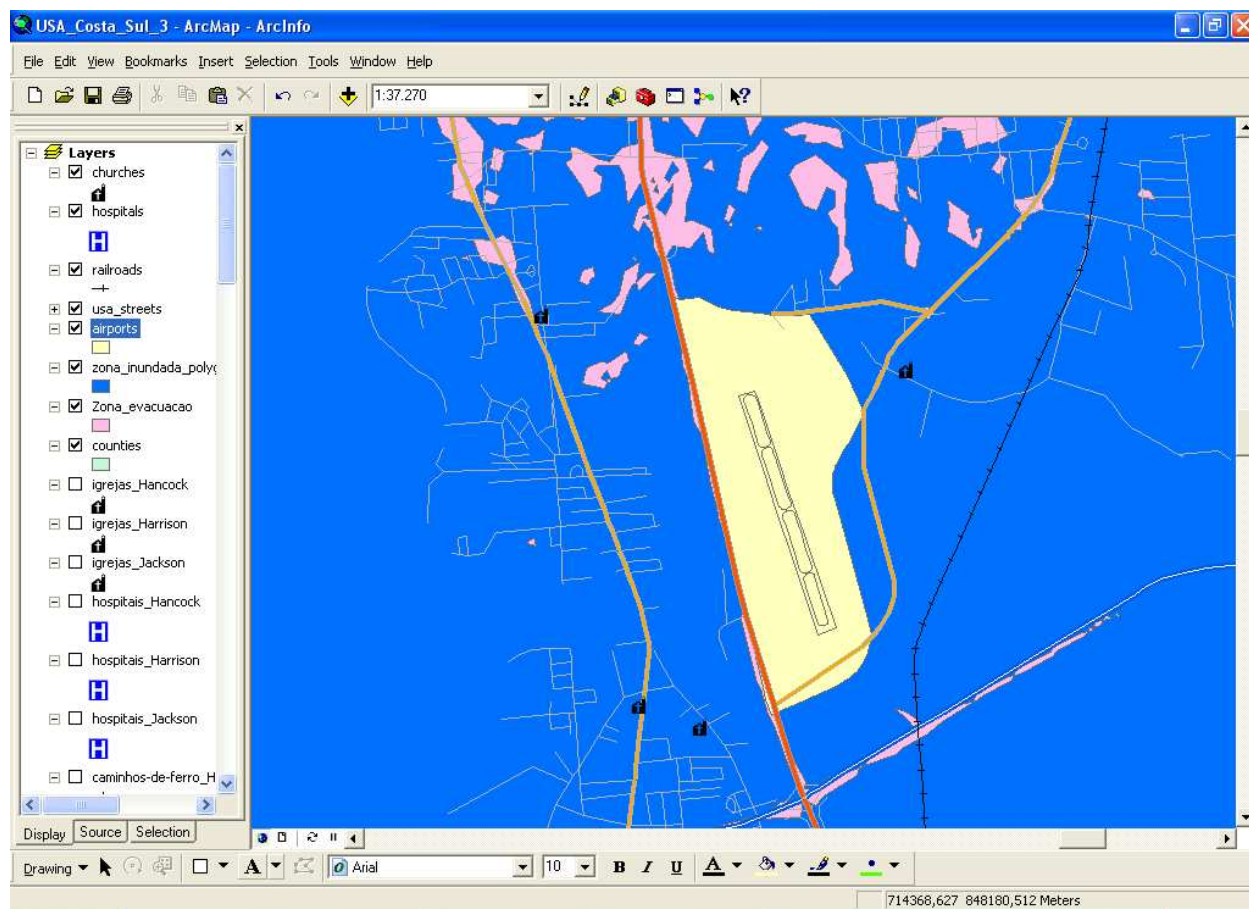 USA_Costa_Sul_3 - ArcMap - ArcInfo
File Edit View Bookmarks Insert Selection Tools Window Help
1:37.270
Layers
churches
hospitals
H
railroads
usa_streets
airports
zona_inundada_polyg
Zona_evacuacao
counties
igrejas_Hancock
igrejas_Harrison
igrejas_Jackson
hospitais_Hancock
H
hospitais_Harrison
H
hospitais_Jackson
H
caminhos-de-ferro_H
Display Source Selection
Drawing A Arial 10 B I U A
714368,627 848180,512 Meters